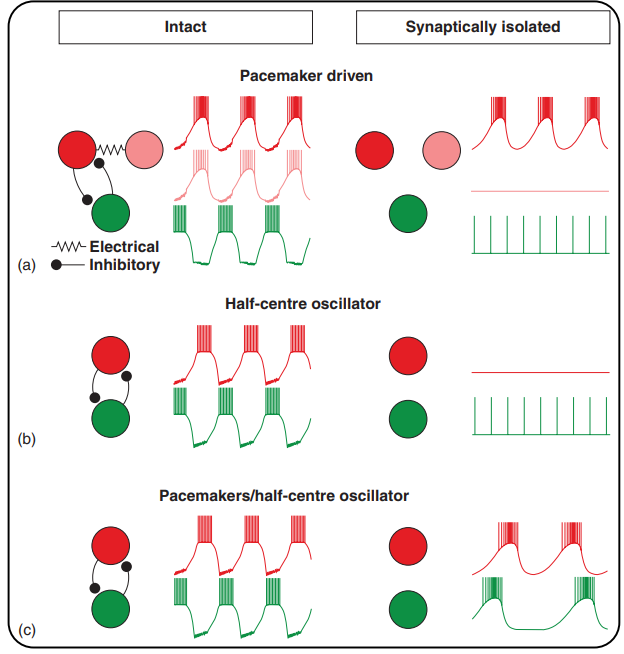 Intact
Synaptically isolated
Pacemaker driven
Electrical
Inhibitory
(a)
Half-centre oscillator
(b)
Pacemakers/half-centre oscillator
(c)